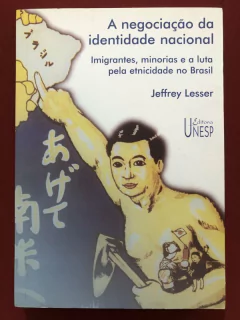 A negociação da
identidade nacional
Imigrantes, minorias e a luta
pela etnicidade no Brasil
Jeffrey Lesser
Editora
UNESP
ブラジル
あげて
南米